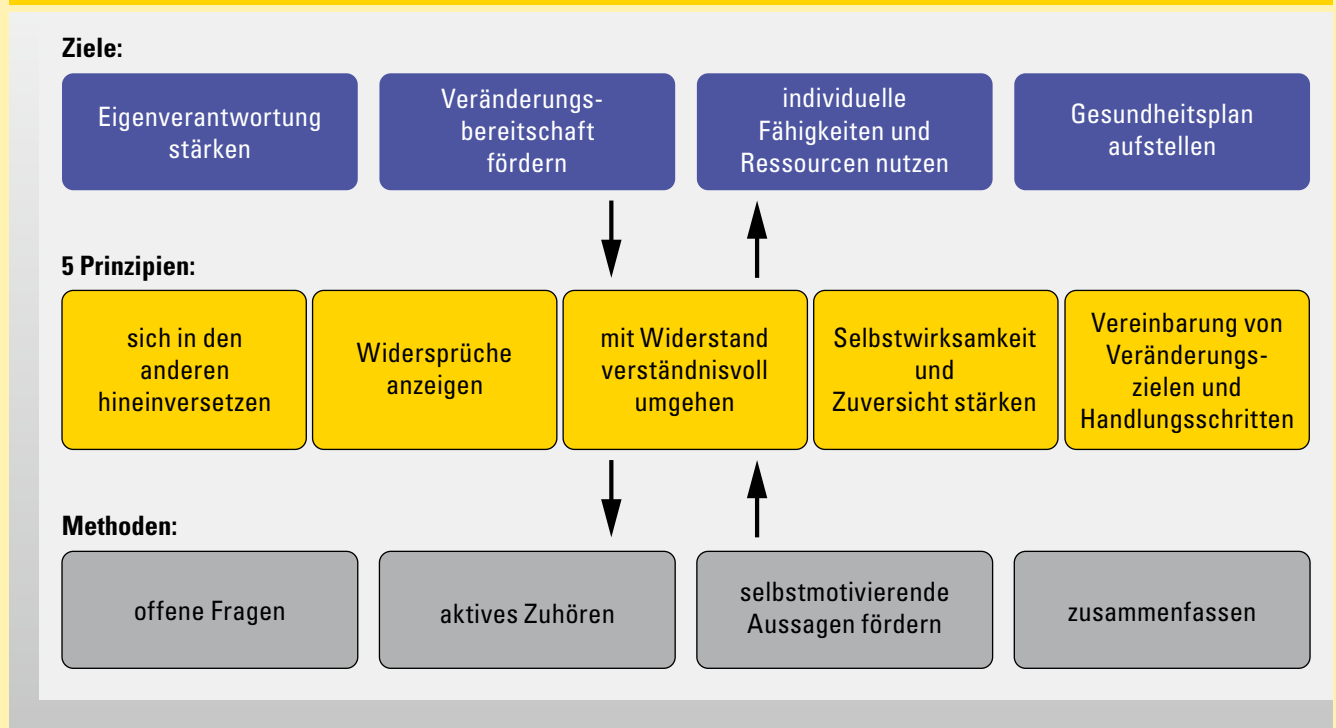 Ziele:
Eigenverantwortung
stärken
Veränderungs-
bereitschaft
fördern
individuelle
Fähigkeiten und
Ressourcen nutzen
Gesundheitsplan
aufstellen
5 Prinzipien:
sich in den
anderen
hineinversetzen
Widersprüche
anzeigen
mit Widerstand
verständnisvoll
umgehen
Selbstwirksamkeit
und
Zuversicht stärken
Vereinbarung von
Veränderungs-
zielen und
Handlungsschritten
Methoden:
offene Fragen
aktives Zuhören
selbstmotivierende
Aussagen fördern
zusammenfassen